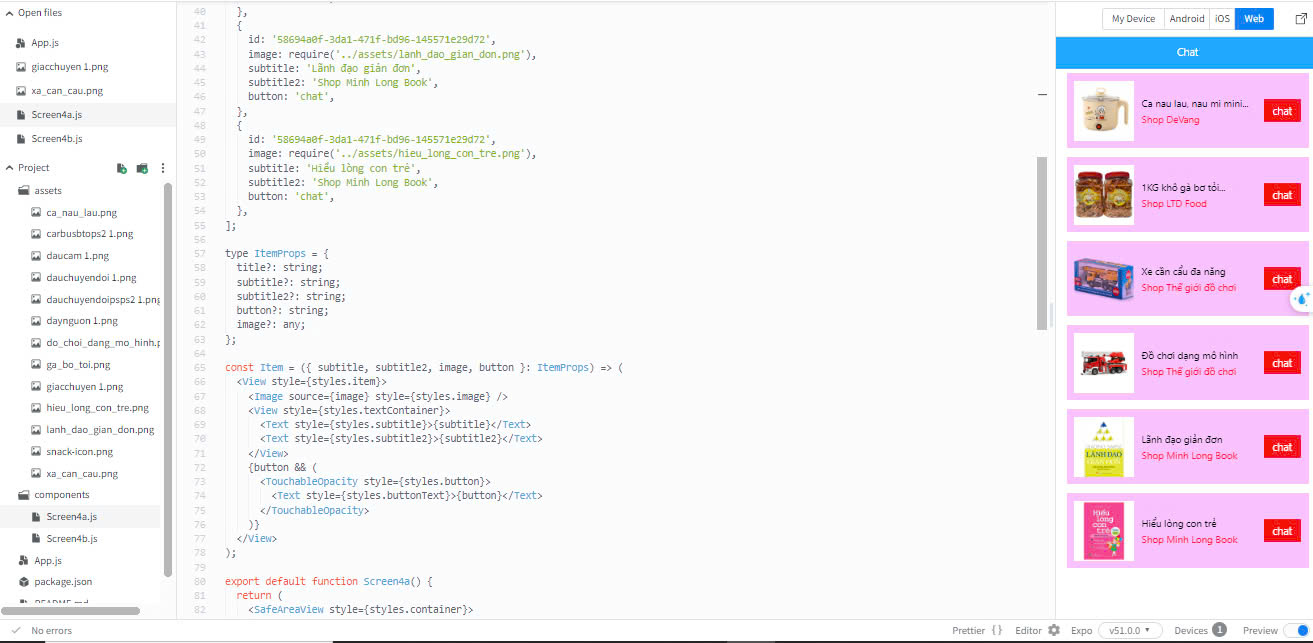 Open files
App.js
giacchuyen 1.png
xa_can_cau.png
Screen4a.js
Screen4b.js
Project
assets
ca_nau_lau.png
carbusbtops2 1.png
daucam 1.png
dauchuyendoi 1.png
dauchuyendoipsps2 1.png
daynguon 1.png
do_choi_dang_mo_hinh.p
ga_bo_toi.png
giacchuyen 1.png
hieu_long_con_tre.png
lanh_dao_gian_don.png
snack-icon.png
xa_can_cau.png
components
Screen4a.js
Screen4b.js
App.js
package.json
README.md
40 },
41 {
42 id: '58694a0f-3da1-471f-bd96-145571e29d72',
43 image: require('../assets/lanh_dao_gian_don.png'),
44 subtitle: 'Lãnh đạo giản đơn',
45 subtitle2: 'Shop Minh Long Book',
46 button: 'chat',
47 },
48 {
49 id: '58694a0f-3da1-471f-bd96-145571e29d72',
50 image: require('../assets/hieu_long_con_tre.png'),
51 subtitle: 'Hiểu lòng con trẻ',
52 subtitle2: 'Shop Minh Long Book',
53 button: 'chat',
54 },
55 ];
56
57 type ItemProps = {
58 title?: string;
59 subtitle?: string;
60 subtitle2?: string;
61 button?: string;
62 image?: any;
63 };
64
65 const Item = ({ subtitle, subtitle2, image, button }: ItemProps) => (
66 <View style={styles.item}>
67 <Image source={image} style={styles.image} />
68 <View style={styles.textContainer}>
69 <Text style={styles.subtitle}>{subtitle}</Text>
70 <Text style={styles.subtitle2}>{subtitle2}</Text>
71 </View>
72 {button && (
73 <TouchableOpacity style={styles.button}>
74 <Text style={styles.buttonText}>{button}</Text>
75 </TouchableOpacity>
76 )}
77 </View>
78 );
79
80 export default function Screen4a() {
81 return (
82 <SafeAreaView style={styles.container}>
My Device Android iOS Web
Chat
Ca nau lau, nau mi mini...
Shop DeVang
chat
1KG khô gà bơ tỏi...
Shop LTD Food
chat
Xe cần cẩu đa năng
Shop Thế giới đồ chơi
chat
Đồ chơi dạng mô hình
Shop Thế giới đồ chơi
chat
LÃNH ĐẠO
Lãnh đạo giản đơn
Shop Minh Long Book
chat
Hiểu lòng con trẻ
Hiểu lòng con trẻ
Shop Minh Long Book
chat
No errors
Prettier {} Editor Expo v51.0.0 Devices 1 Preview